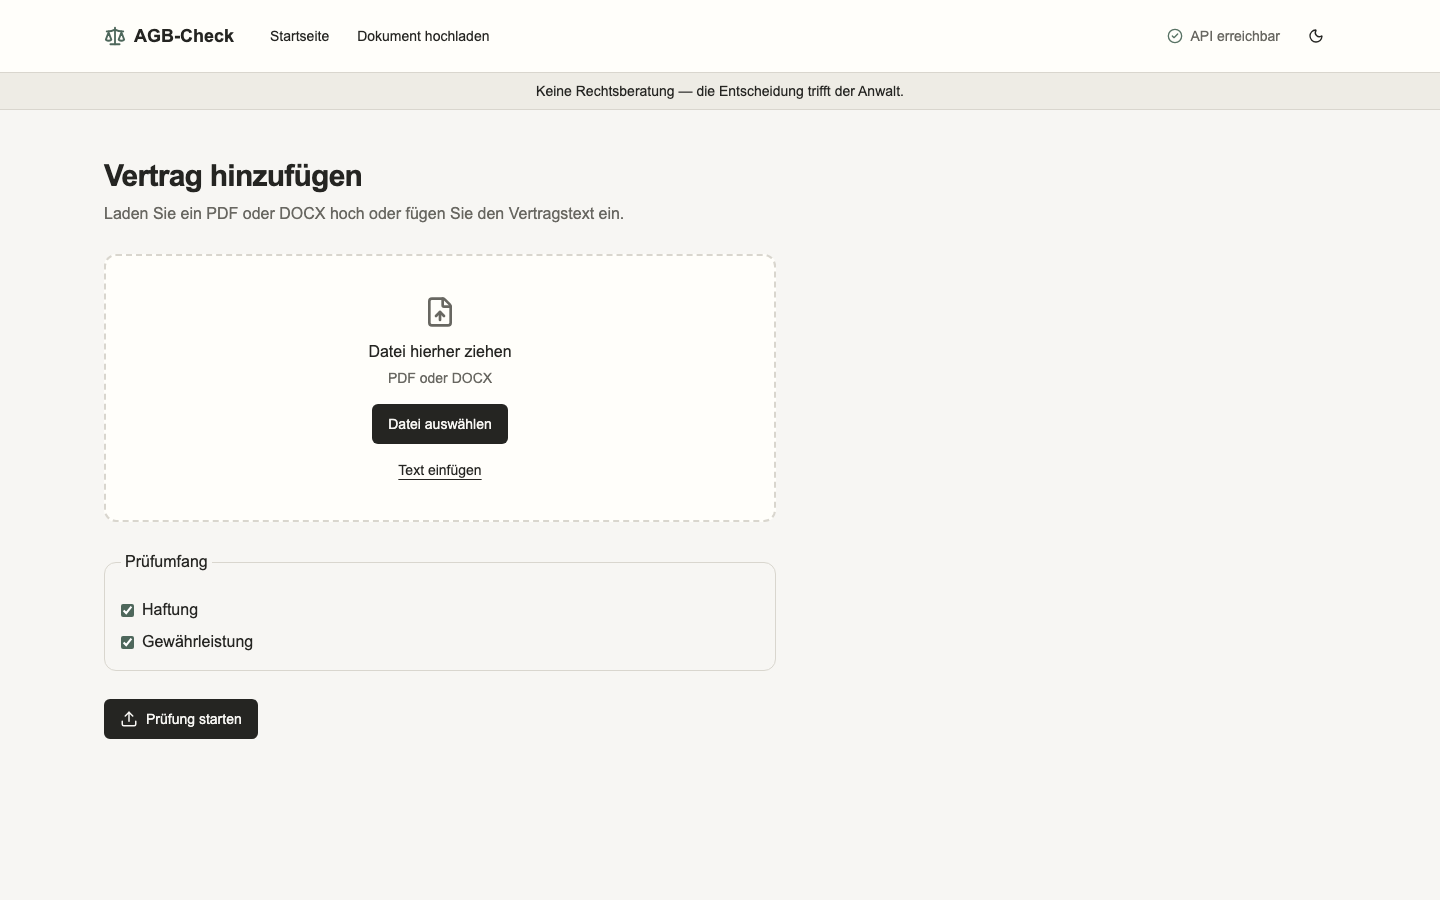 AGB-Check
Startseite
Dokument hochladen
API erreichbar
Keine Rechtsberatung — die Entscheidung trifft der Anwalt.
Vertrag hinzufügen
Laden Sie ein PDF oder DOCX hoch oder fügen Sie den Vertragstext ein.
Datei hierher ziehen
PDF oder DOCX
Datei auswählen
Text einfügen
Prüfumfang
Haftung
Gewährleistung
Prüfung starten